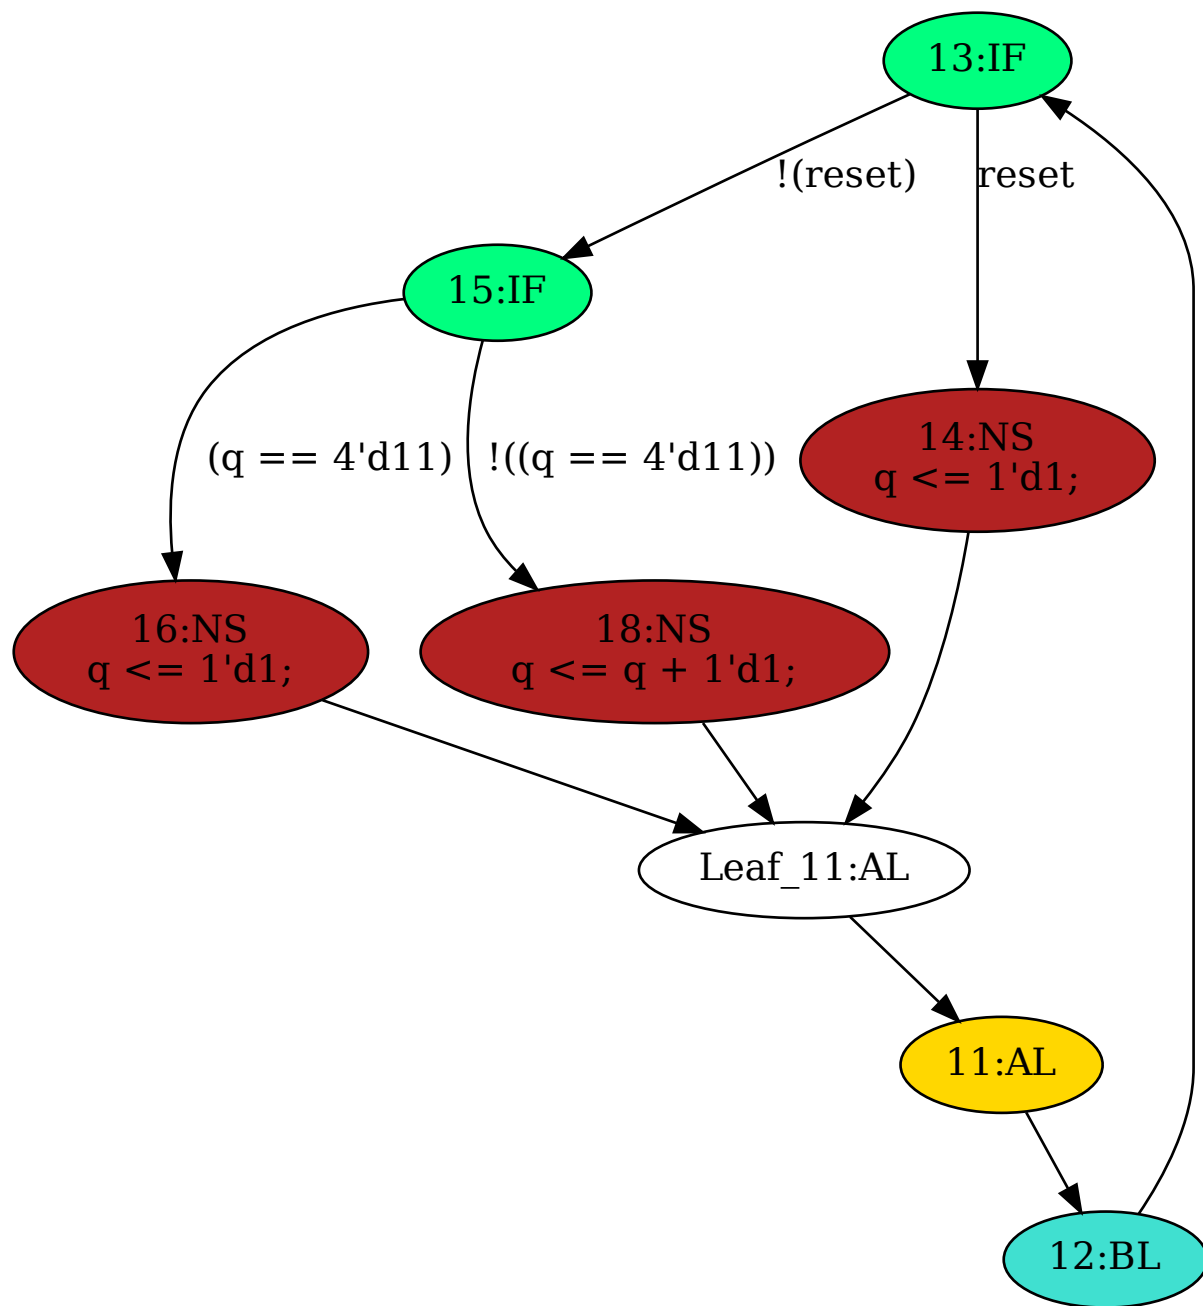 13:IF
!(reset)
reset
15:IF
14:NS
q <= 1'd1;
(q == 4'd11)
!((q == 4'd11))
16:NS
q <= 1'd1;
18:NS
q <= q + 1'd1;
Leaf_11:AL
11:AL
12:BL